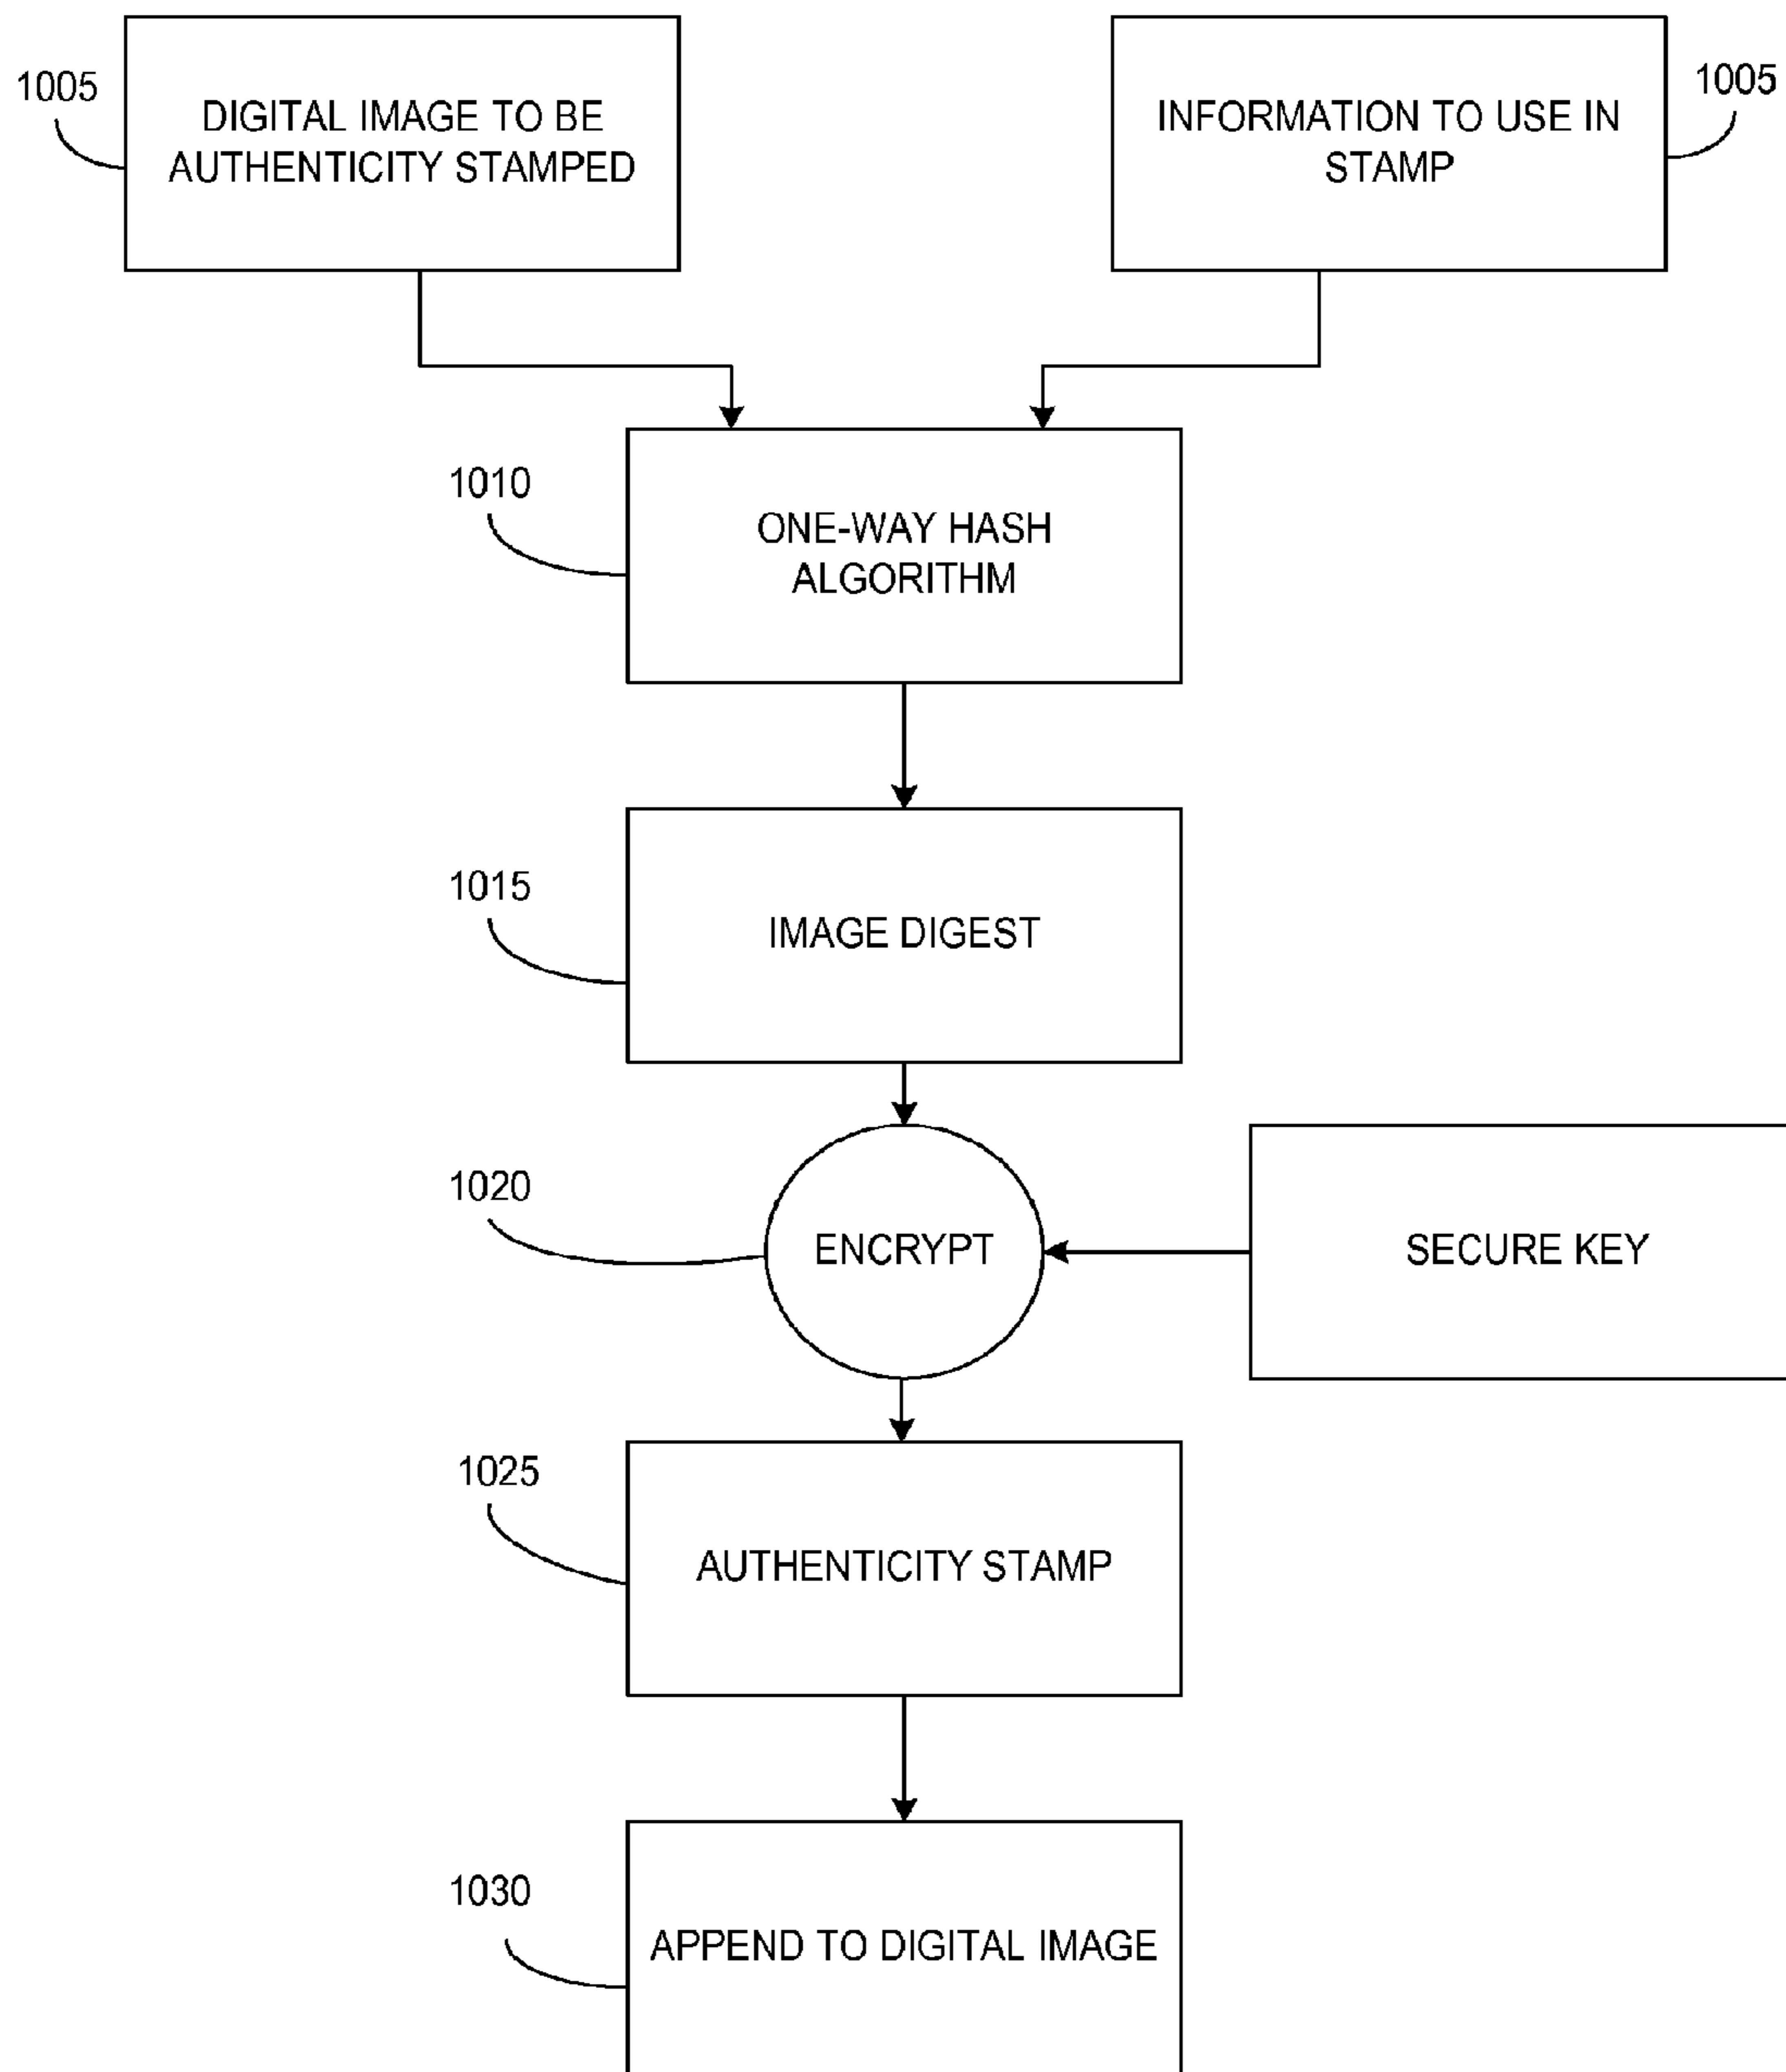 1005
DIGITAL IMAGE TO BE
AUTHENTICITY STAMPED
INFORMATION TO USE IN
STAMP
1005
1010
ONE-WAY HASH
ALGORITHM
1015
IMAGE DIGEST
1020
ENCRYPT
SECURE KEY
1025
AUTHENTICITY STAMP
1030
APPEND TO DIGITAL IMAGE